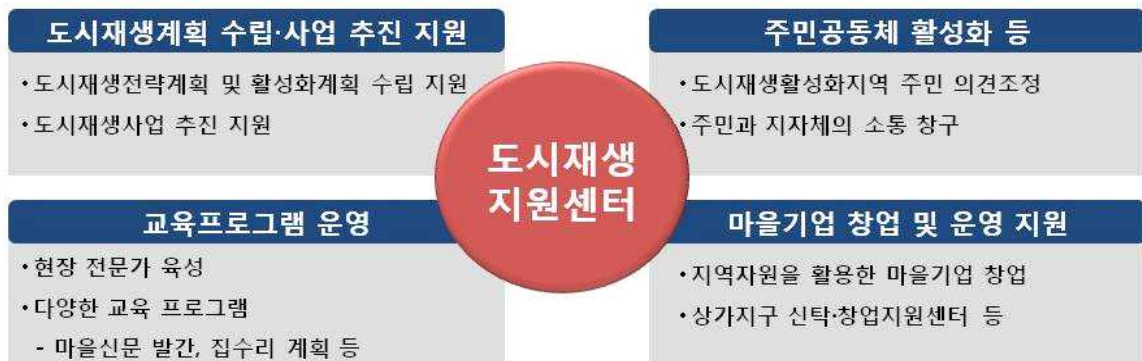 도시재생계획 수립·사업 추진 지원
•도시재생전략계획 및 활성화계획 수립 지원
•도시재생사업 추진 지원
주민공동체 활성화 등
•도시재생활성화지역 주민 의견조정
•주민과 지자체의 소통 창구
도시재생
지원센터
교육프로그램 운영
•현장 전문가 육성
•다양한 교육 프로그램
- 마을신문 발간, 집수리 계획 등
마을기업 창업 및 운영 지원
•지역자원을 활용한 마을기업 창업
•상가지구 신탁·창업지원센터 등